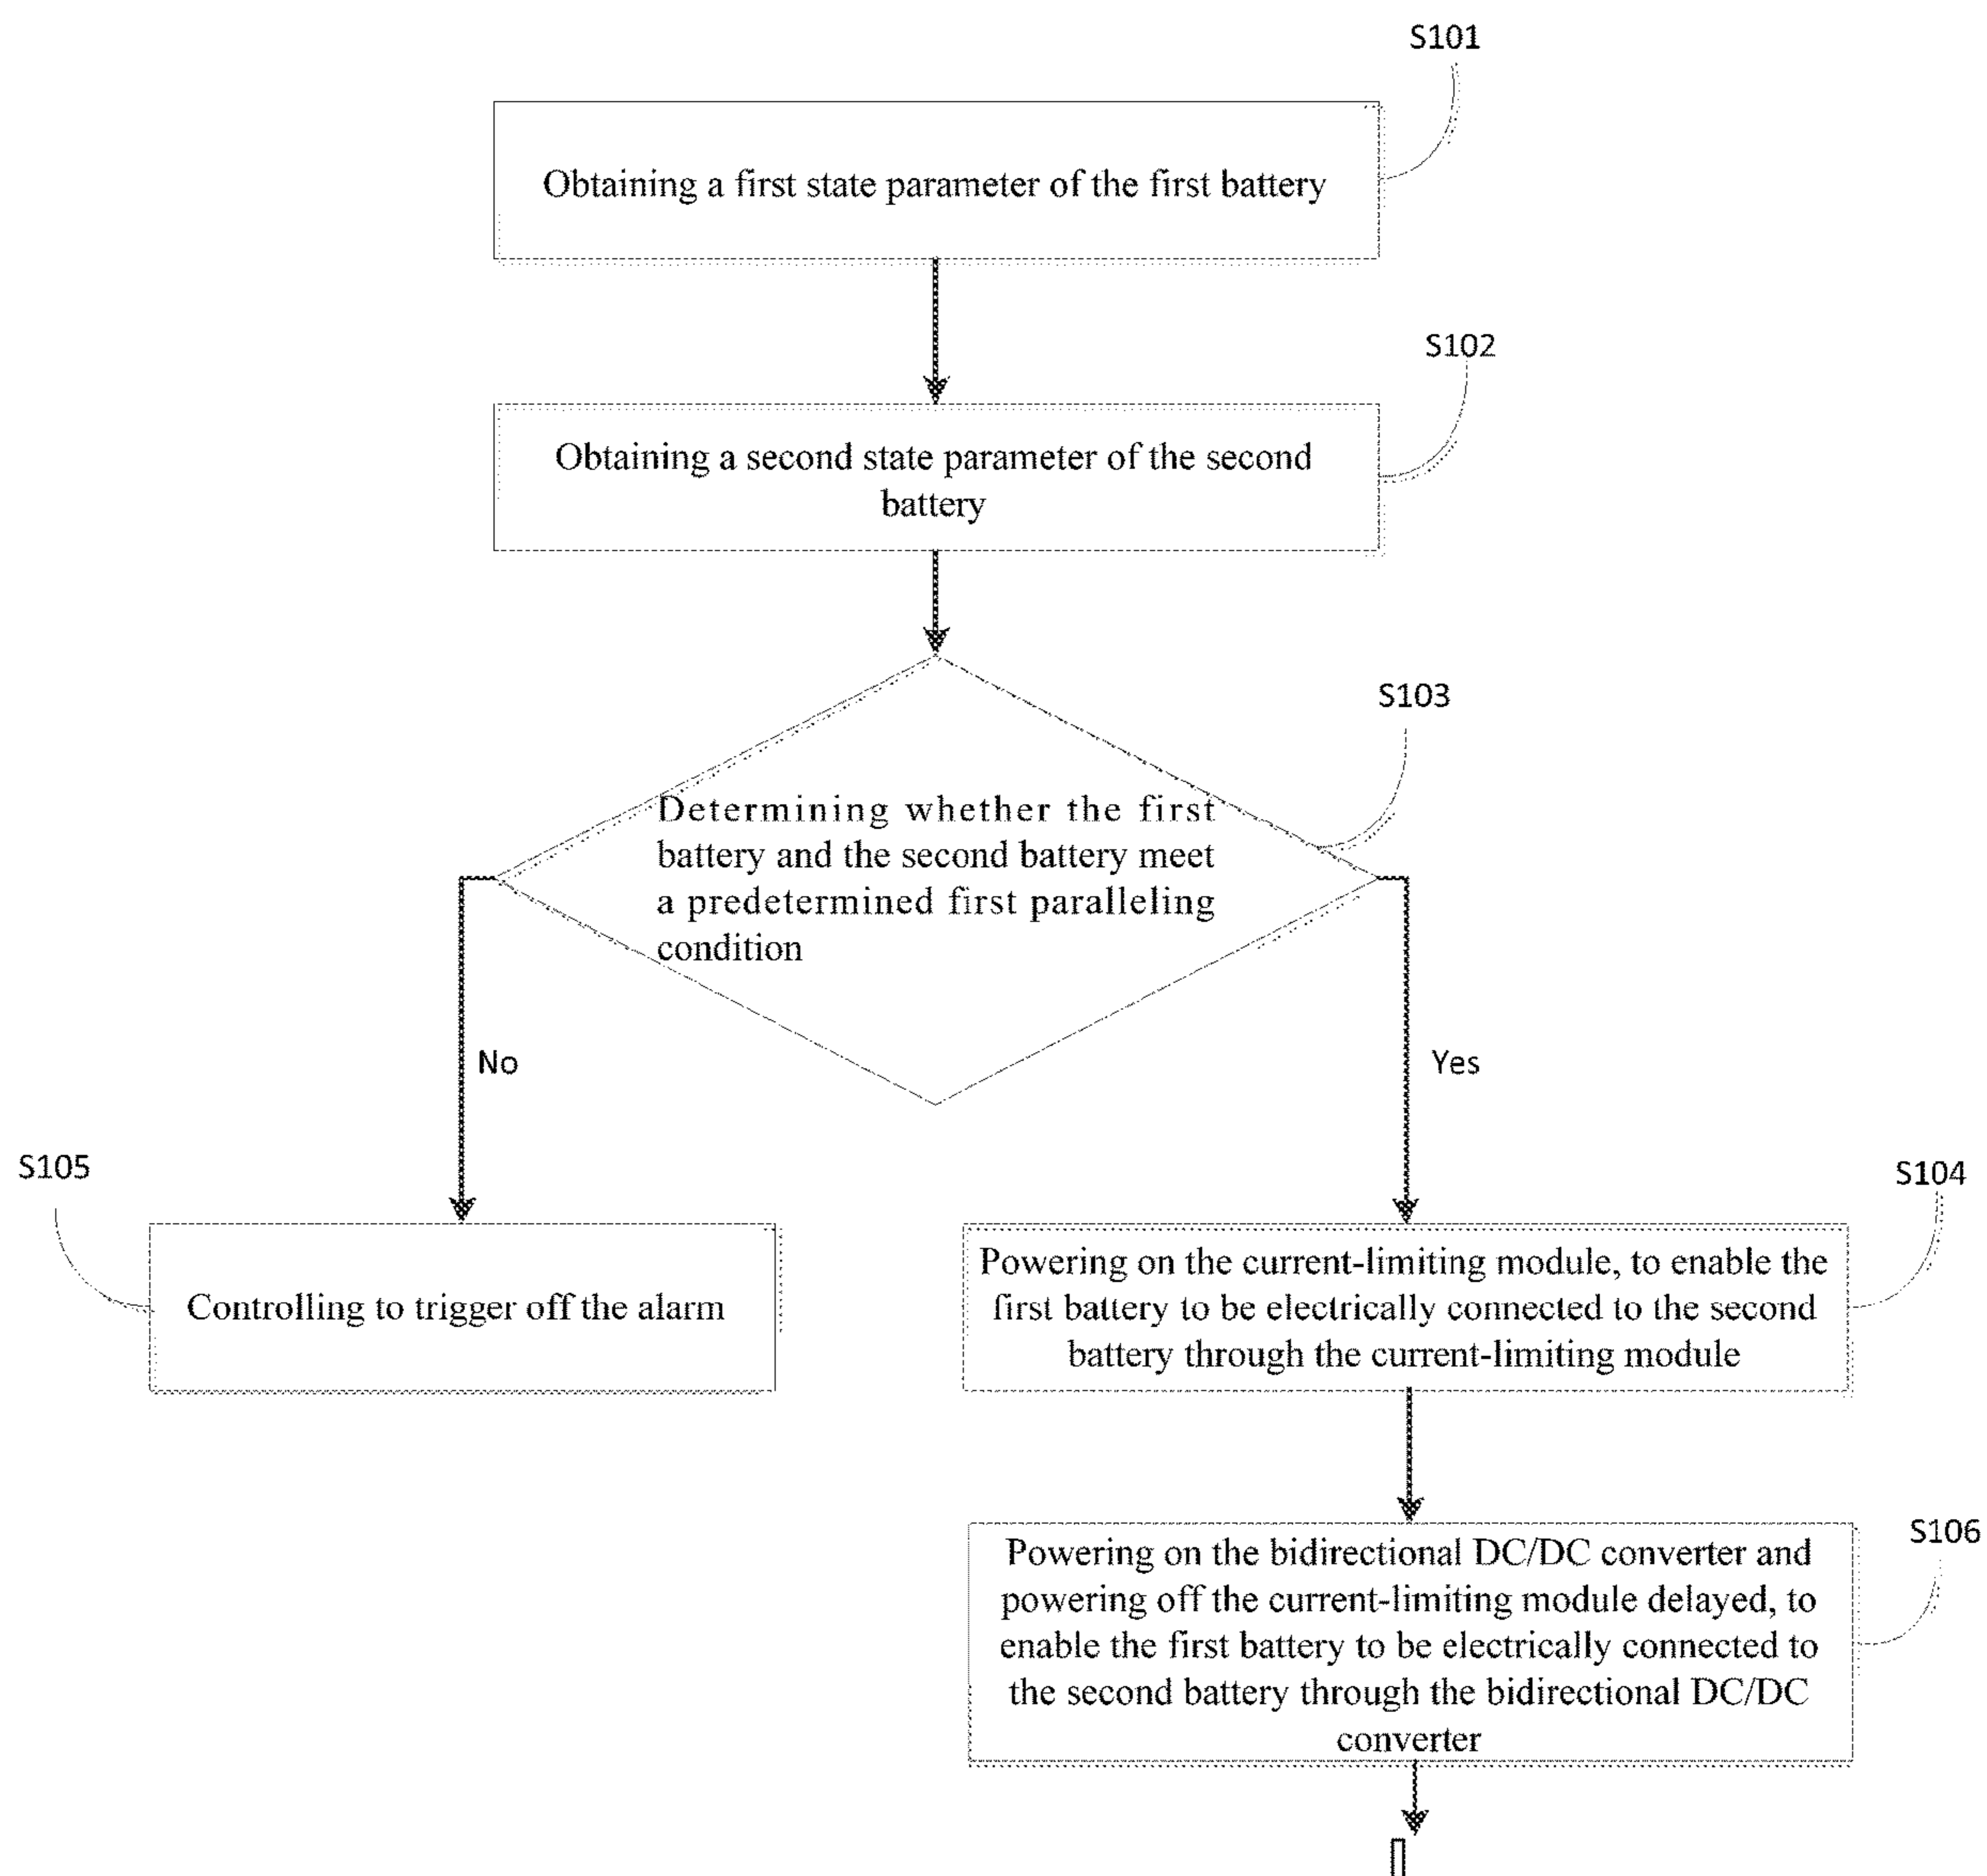 S101
Obtaining a first state parameter of the first battery
S102
Obtaining a second state parameter of the second
battery
S103
Determining whether the first
battery and the second battery meet
a predetermined first paralleling
condition
No
Yes
S105
Controlling to trigger off the alarm
S104
Powering on the current-limiting module, to enable the
first battery to be electrically connected to the second
battery through the current-limiting module
S106
Powering on the bidirectional DC/DC converter and
powering off the current-limiting module delayed, to
enable the first battery to be electrically connected to
the second battery through the bidirectional DC/DC
converter